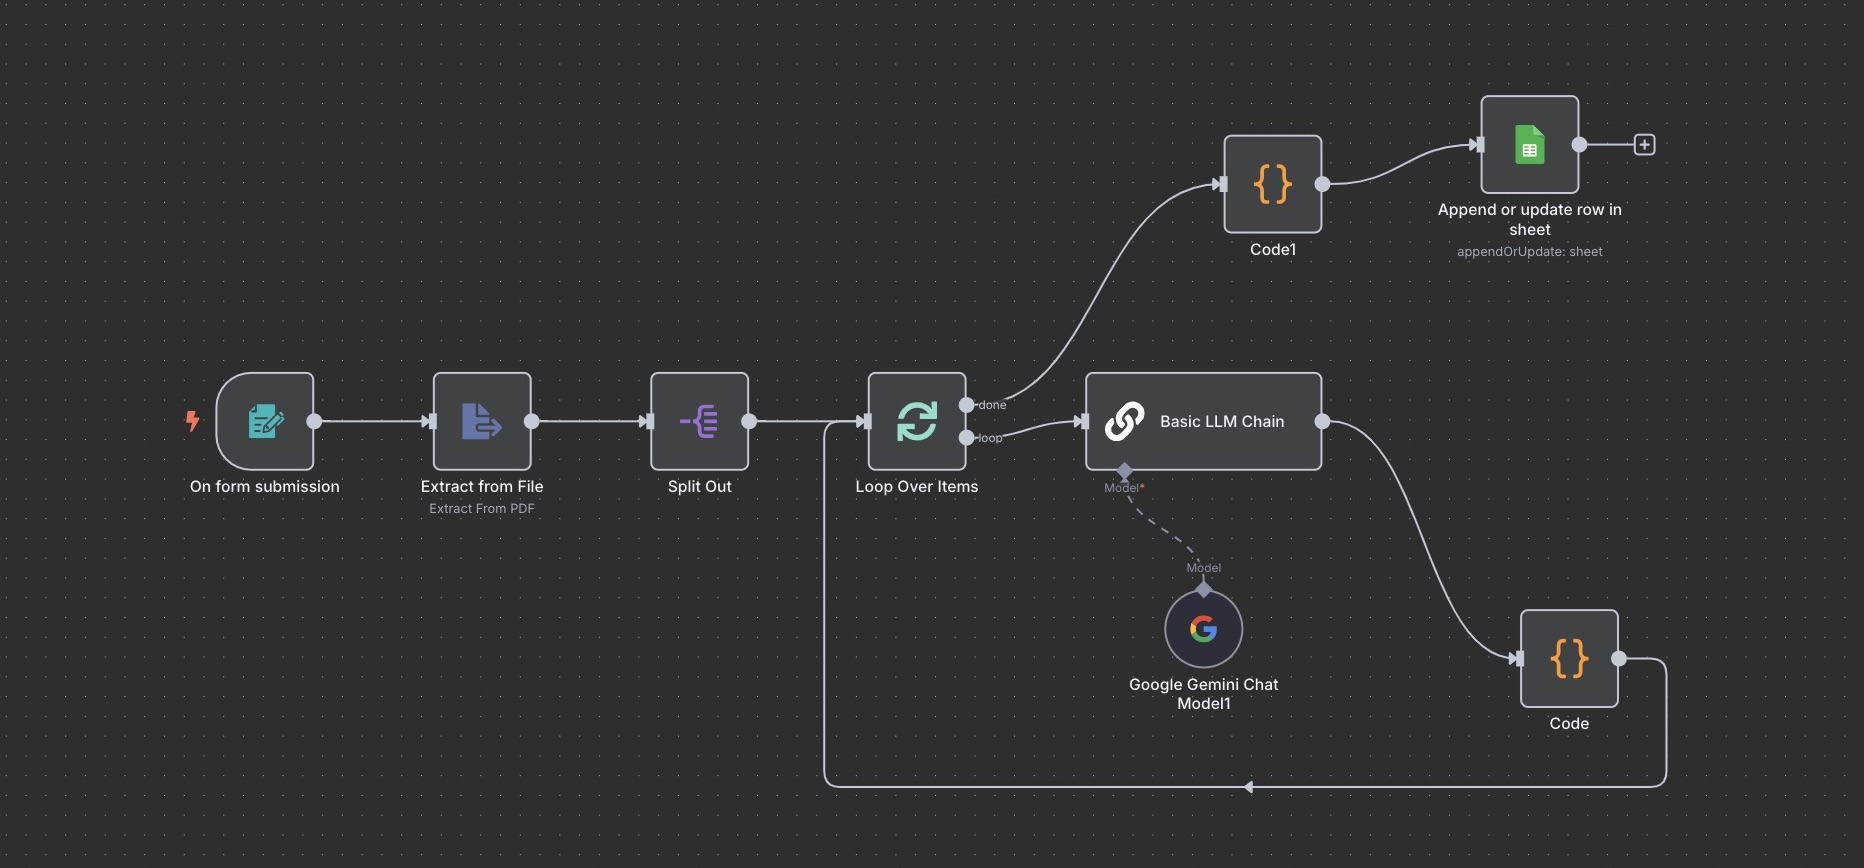 Append or update row in
sheet
appendOrUpdate: sheet
Code1
done
loop
Basic LLM Chain
On form submission
Extract from File
Extract From PDF
Split Out
Loop Over Items
Model*
Model
Google Gemini Chat
Model1
Code